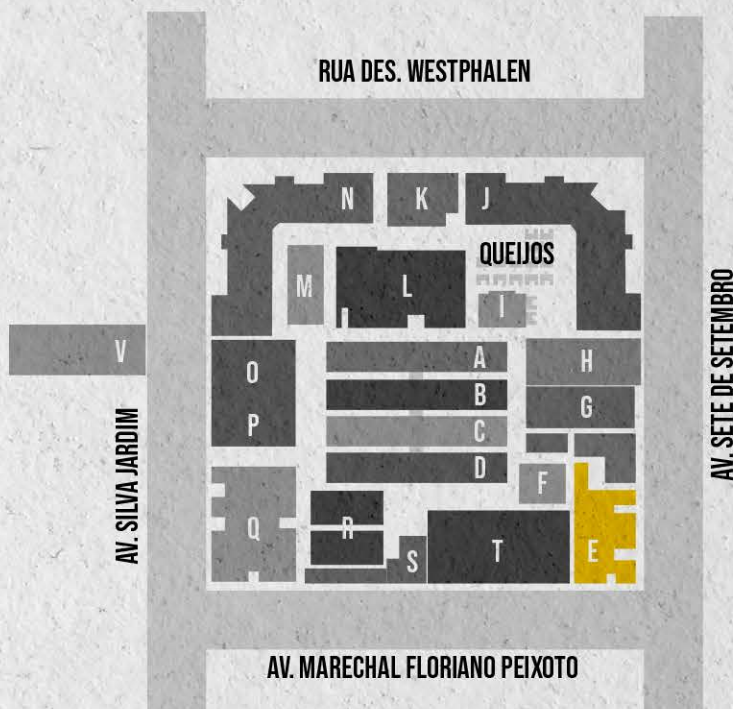 RUA DES. WESTPHALEN
N
K
J
QUEIJOS
M
L
I
V
O
A
H
B
G
P
C
D
F
Q
R
S
T
E
AV. SILVA JARDIM
AV. SETE DE SETEMBRO
AV. MARECHAL FLORIANO PEIXOTO